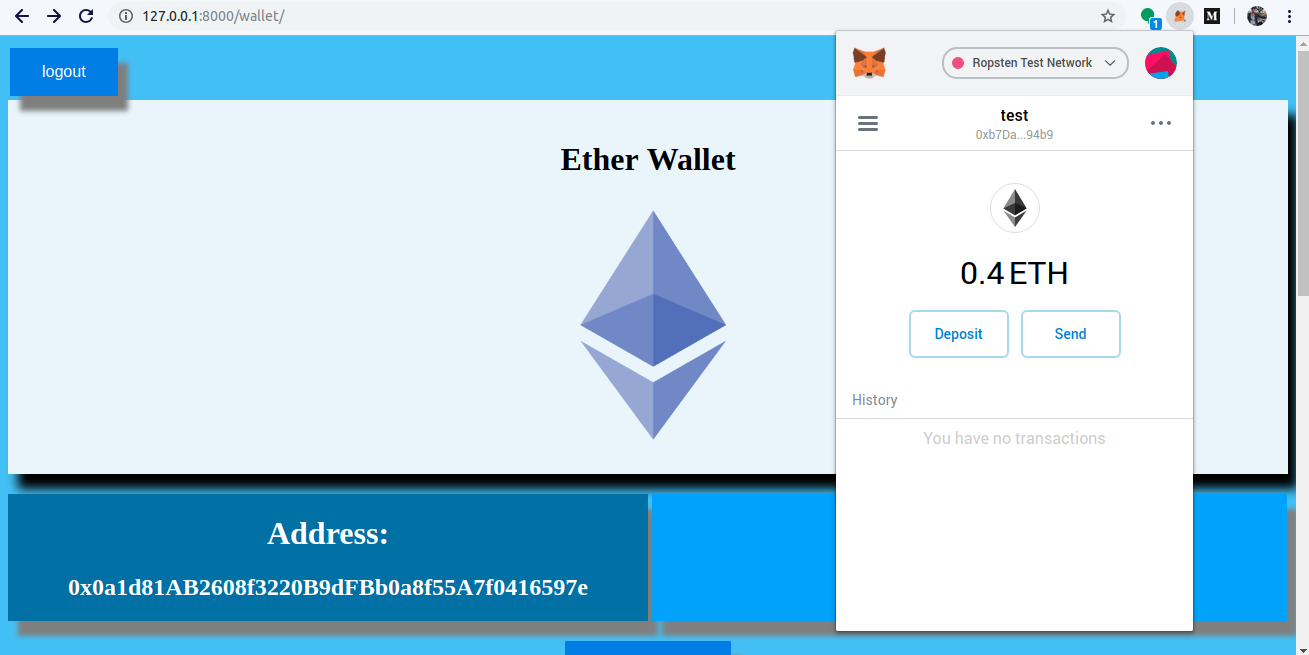 127.0.0.1:8000/wallet/
1
M
logout
Ether Wallet
Address:
0x0a1d81AB2608f3220B9dFBb0a8f55A7f0416597e
Ropsten Test Network
test
0xb7Da...94b9
0.4 ETH
Deposit
Send
History
You have no transactions